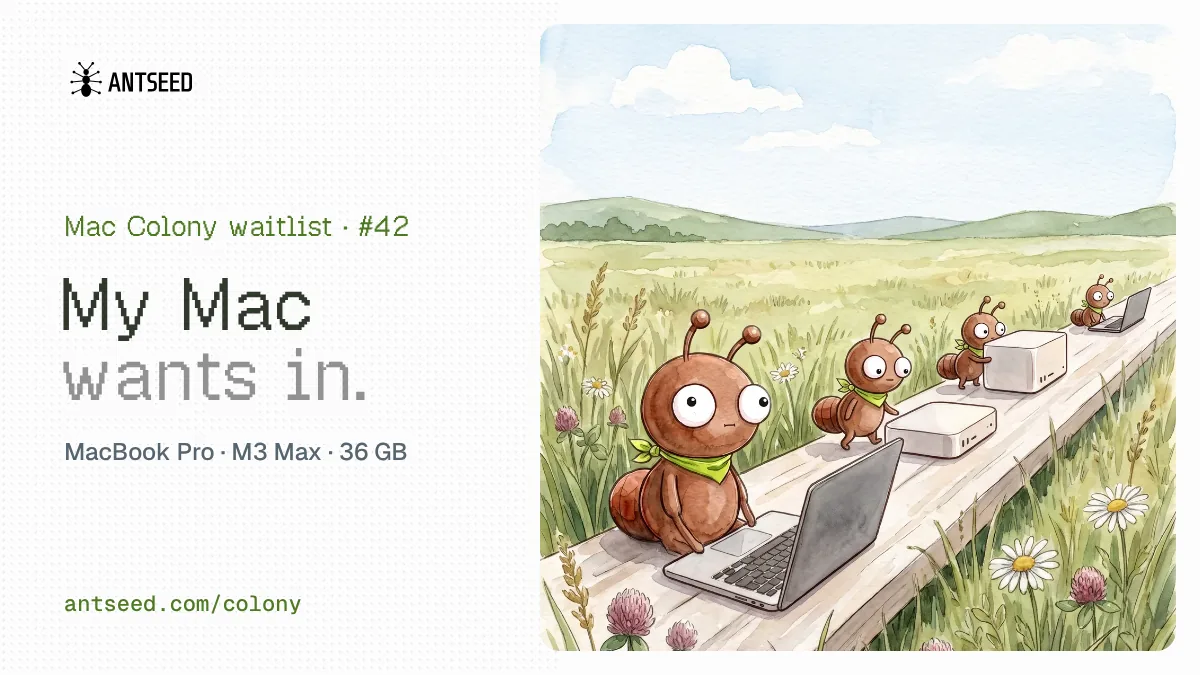 ANTSEED
Mac Colony waitlist · #42
My Mac
wants in.
MacBook Pro · M3 Max · 36 GB
antseed.com/colony